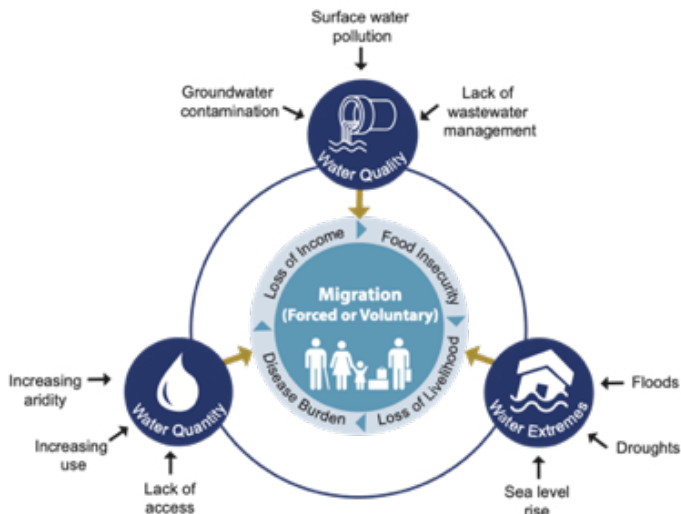 Surface water
pollution
Groundwater
contamination
Lack of
wastewater
management
Water Quality
Loss of Income
Food Insecurity
Migration
(Forced or Voluntary)
Disease Burden
Loss of Livelihood
Increasing
aridity
Water Quantity
Increasing
use
Lack of
access
Water Extremes
Floods
Droughts
Sea level
rise